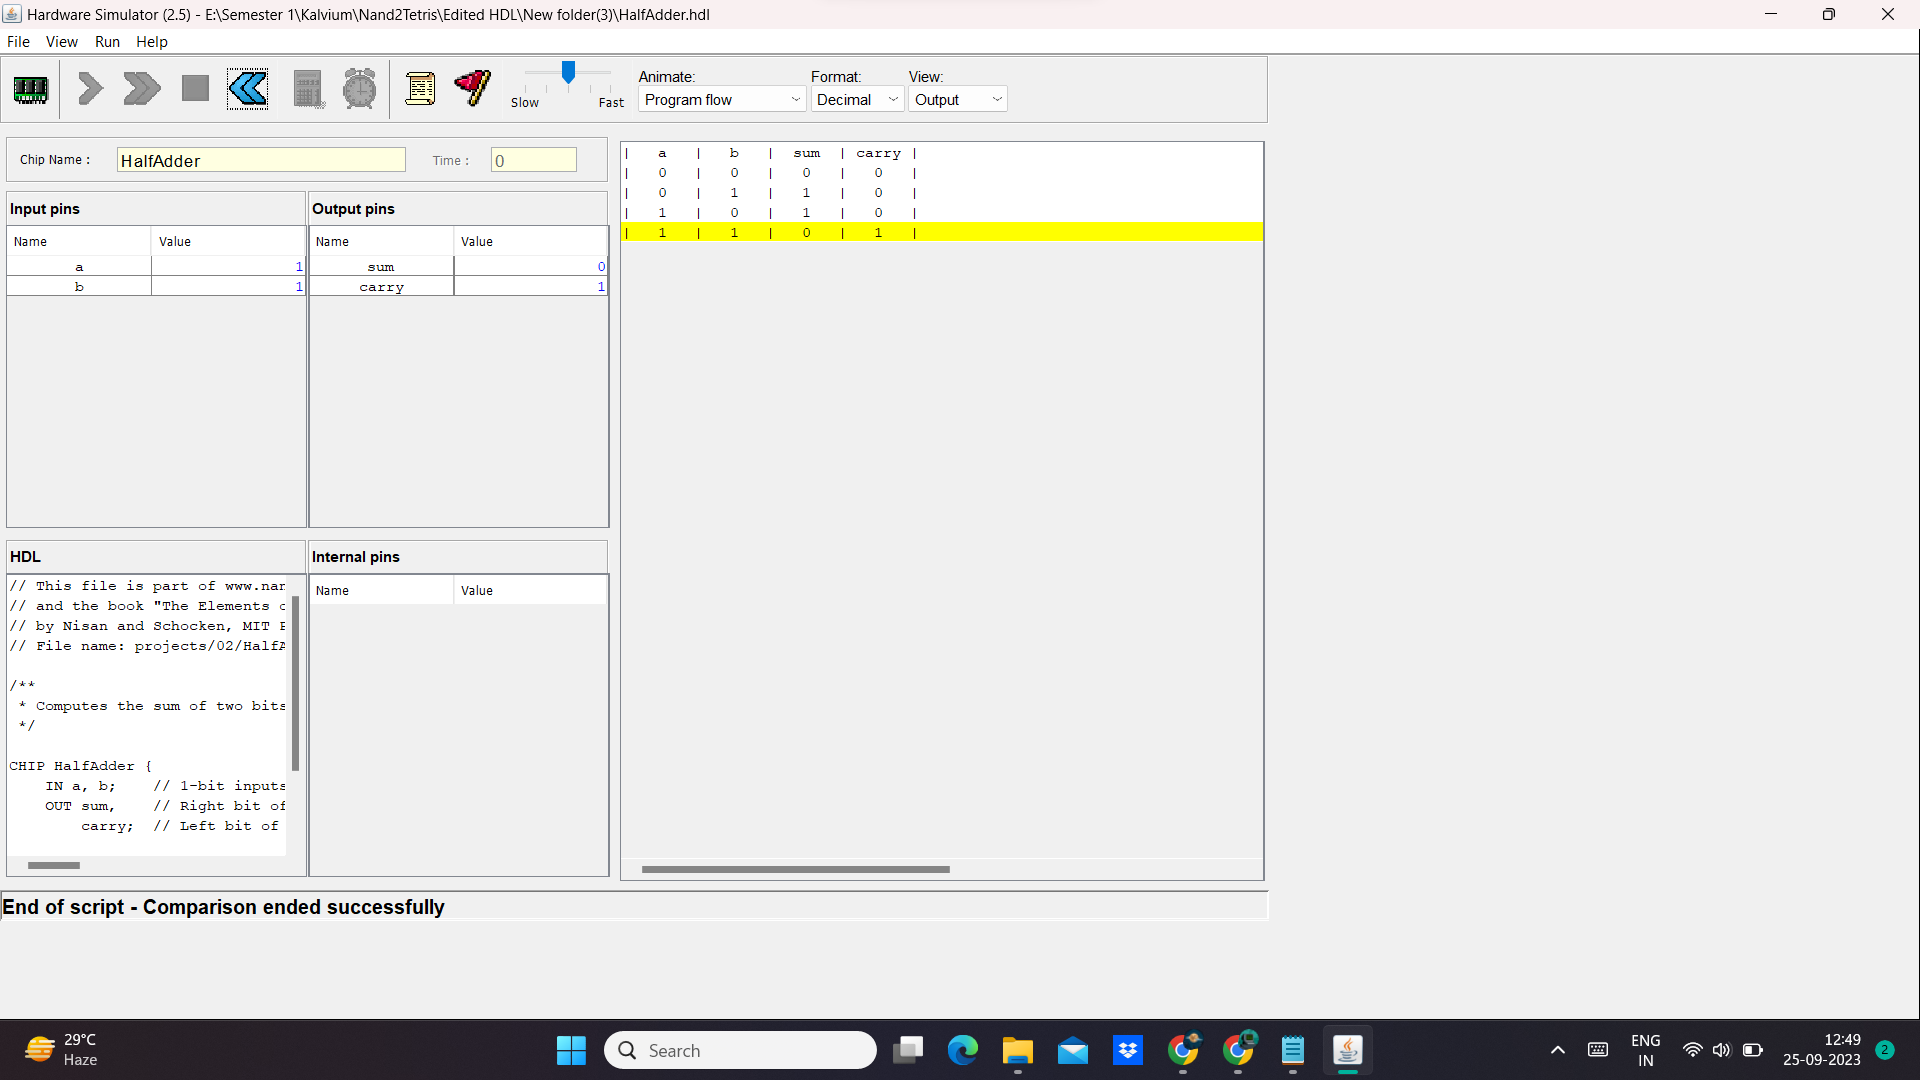 Hardware Simulator (2.5) - E:\Semester 1\Kalvium\Nand2Tetris\Edited HDL\New folder(3)\HalfAdder.hdl
File View Run Help
Slow Fast
Animate:
Program flow
Format:
Decimal
View:
Output
Chip Name :
HalfAdder
Time :
0
Input pins
Name Value
a 1
b 1
Output pins
Name Value
sum 0
carry 1
| a | b | sum | carry |
| 0 | 0 | 0 | 0 |
| 0 | 1 | 1 | 0 |
| 1 | 0 | 1 | 0 |
| 1 | 1 | 0 | 1 |
HDL
// This file is part of www.nan
// and the book "The Elements o
// by Nisan and Schocken, MIT P
// File name: projects/02/HalfA
/**
* Computes the sum of two bits
*/
CHIP HalfAdder {
IN a, b; // 1-bit inputs
OUT sum, // Right bit of
carry; // Left bit of
Internal pins
Name Value
End of script - Comparison ended successfully
29°C
Haze
Search
ENG
IN
12:49
25-09-2023
2